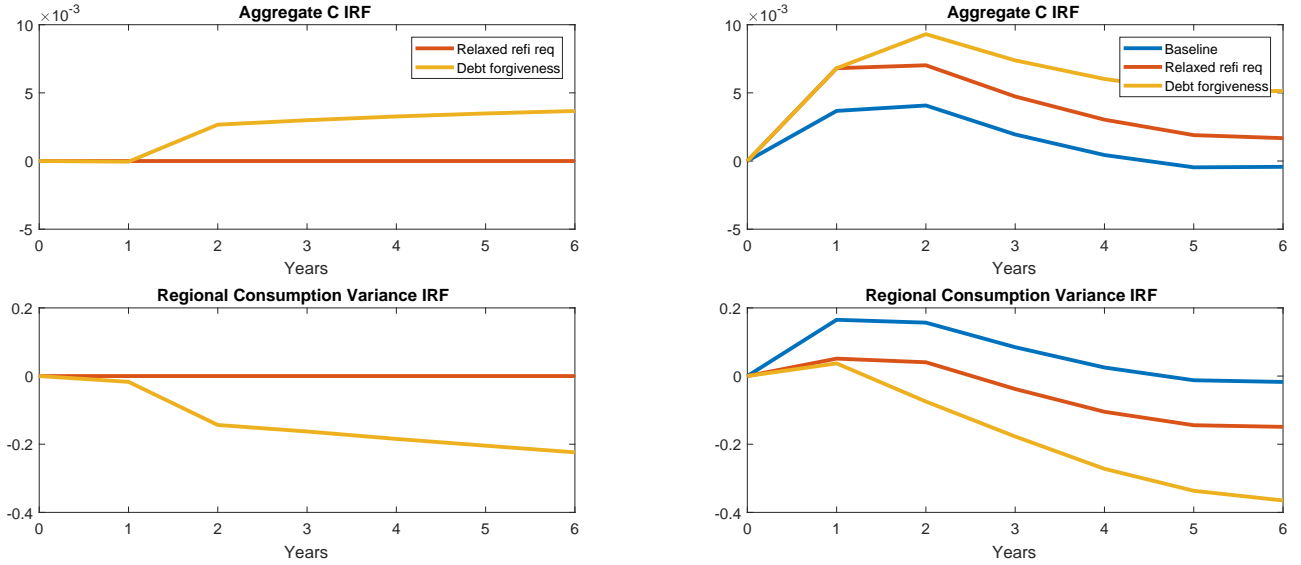 Aggregate C IRF
×10⁻³
10
5
0
-5
0 1 2 3 4 5 6
Years
Relaxed refi req
Debt forgiveness
Aggregate C IRF
×10⁻³
10
5
0
-5
0 1 2 3 4 5 6
Years
Baseline
Relaxed refi req
Debt forgiveness
Regional Consumption Variance IRF
0.2
0
-0.2
-0.4
0 1 2 3 4 5 6
Years
Regional Consumption Variance IRF
0.2
0
-0.2
-0.4
0 1 2 3 4 5 6
Years